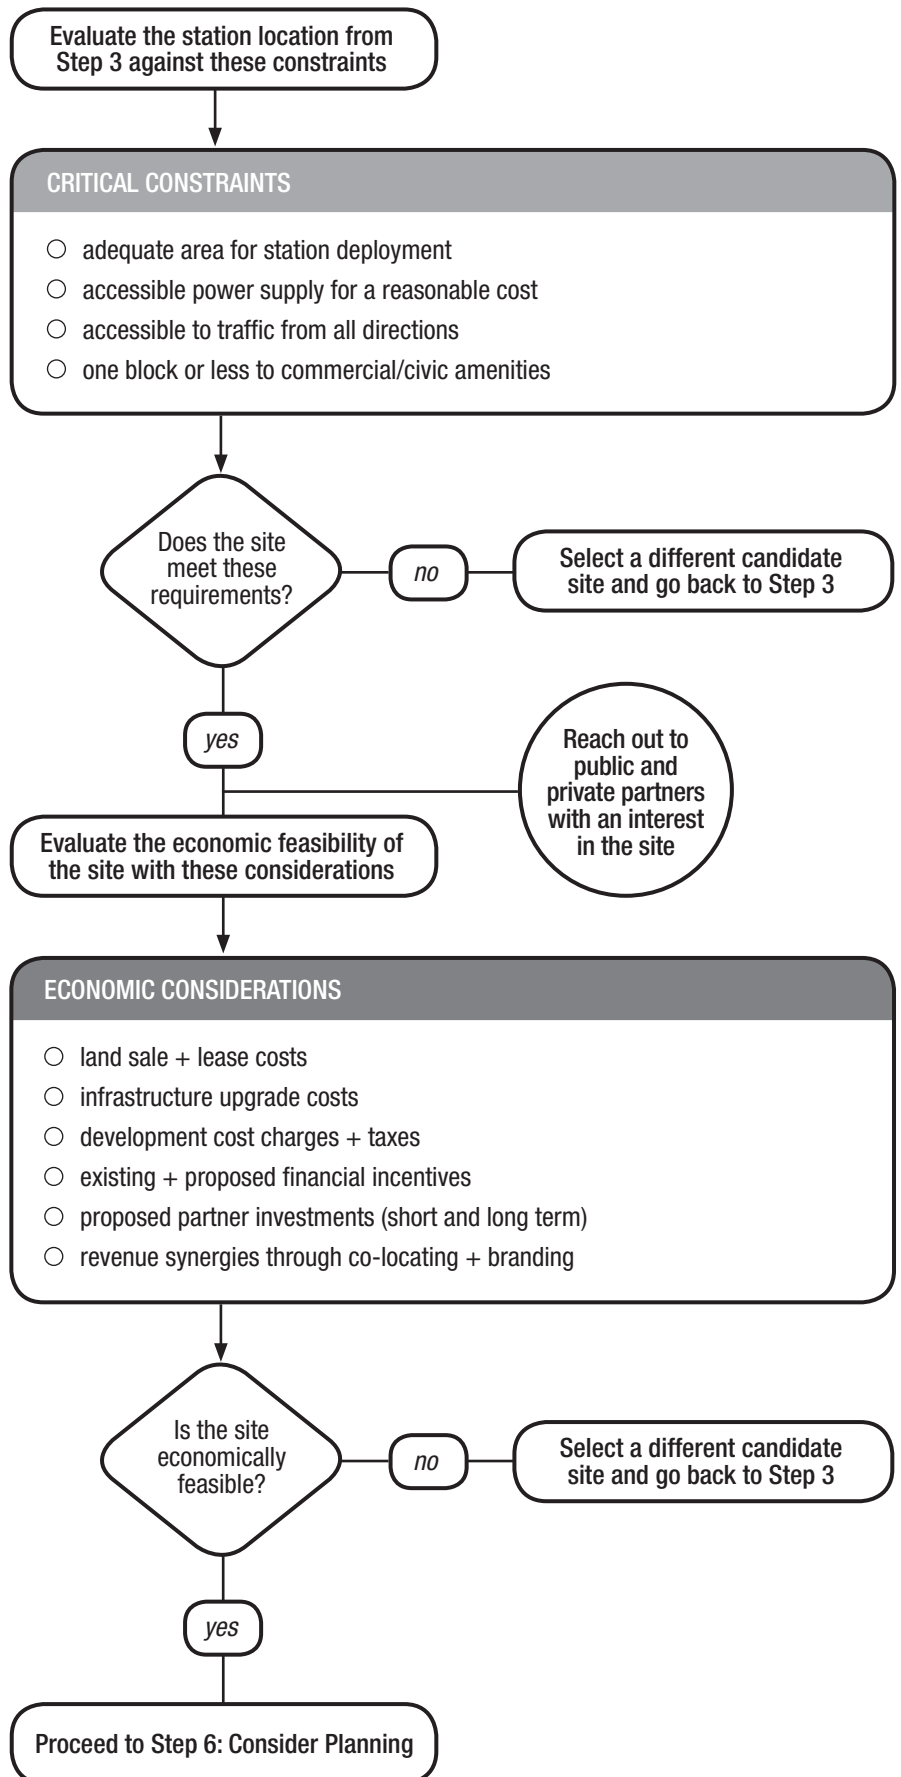 Evaluate the station location from
Step 3 against these constraints
CRITICAL CONSTRAINTS
adequate area for station deployment
accessible power supply for a reasonable cost
accessible to traffic from all directions
one block or less to commercial/civic amenities
Does the site
meet these
requirements?
no
Select a different candidate
site and go back to Step 3
yes
Reach out to
public and
private partners
with an interest
in the site
Evaluate the economic feasibility of
the site with these considerations
ECONOMIC CONSIDERATIONS
land sale + lease costs
infrastructure upgrade costs
development cost charges + taxes
existing + proposed financial incentives
proposed partner investments (short and long term)
revenue synergies through co-locating + branding
Is the site
economically
feasible?
no
Select a different candidate
site and go back to Step 3
yes
Proceed to Step 6: Consider Planning